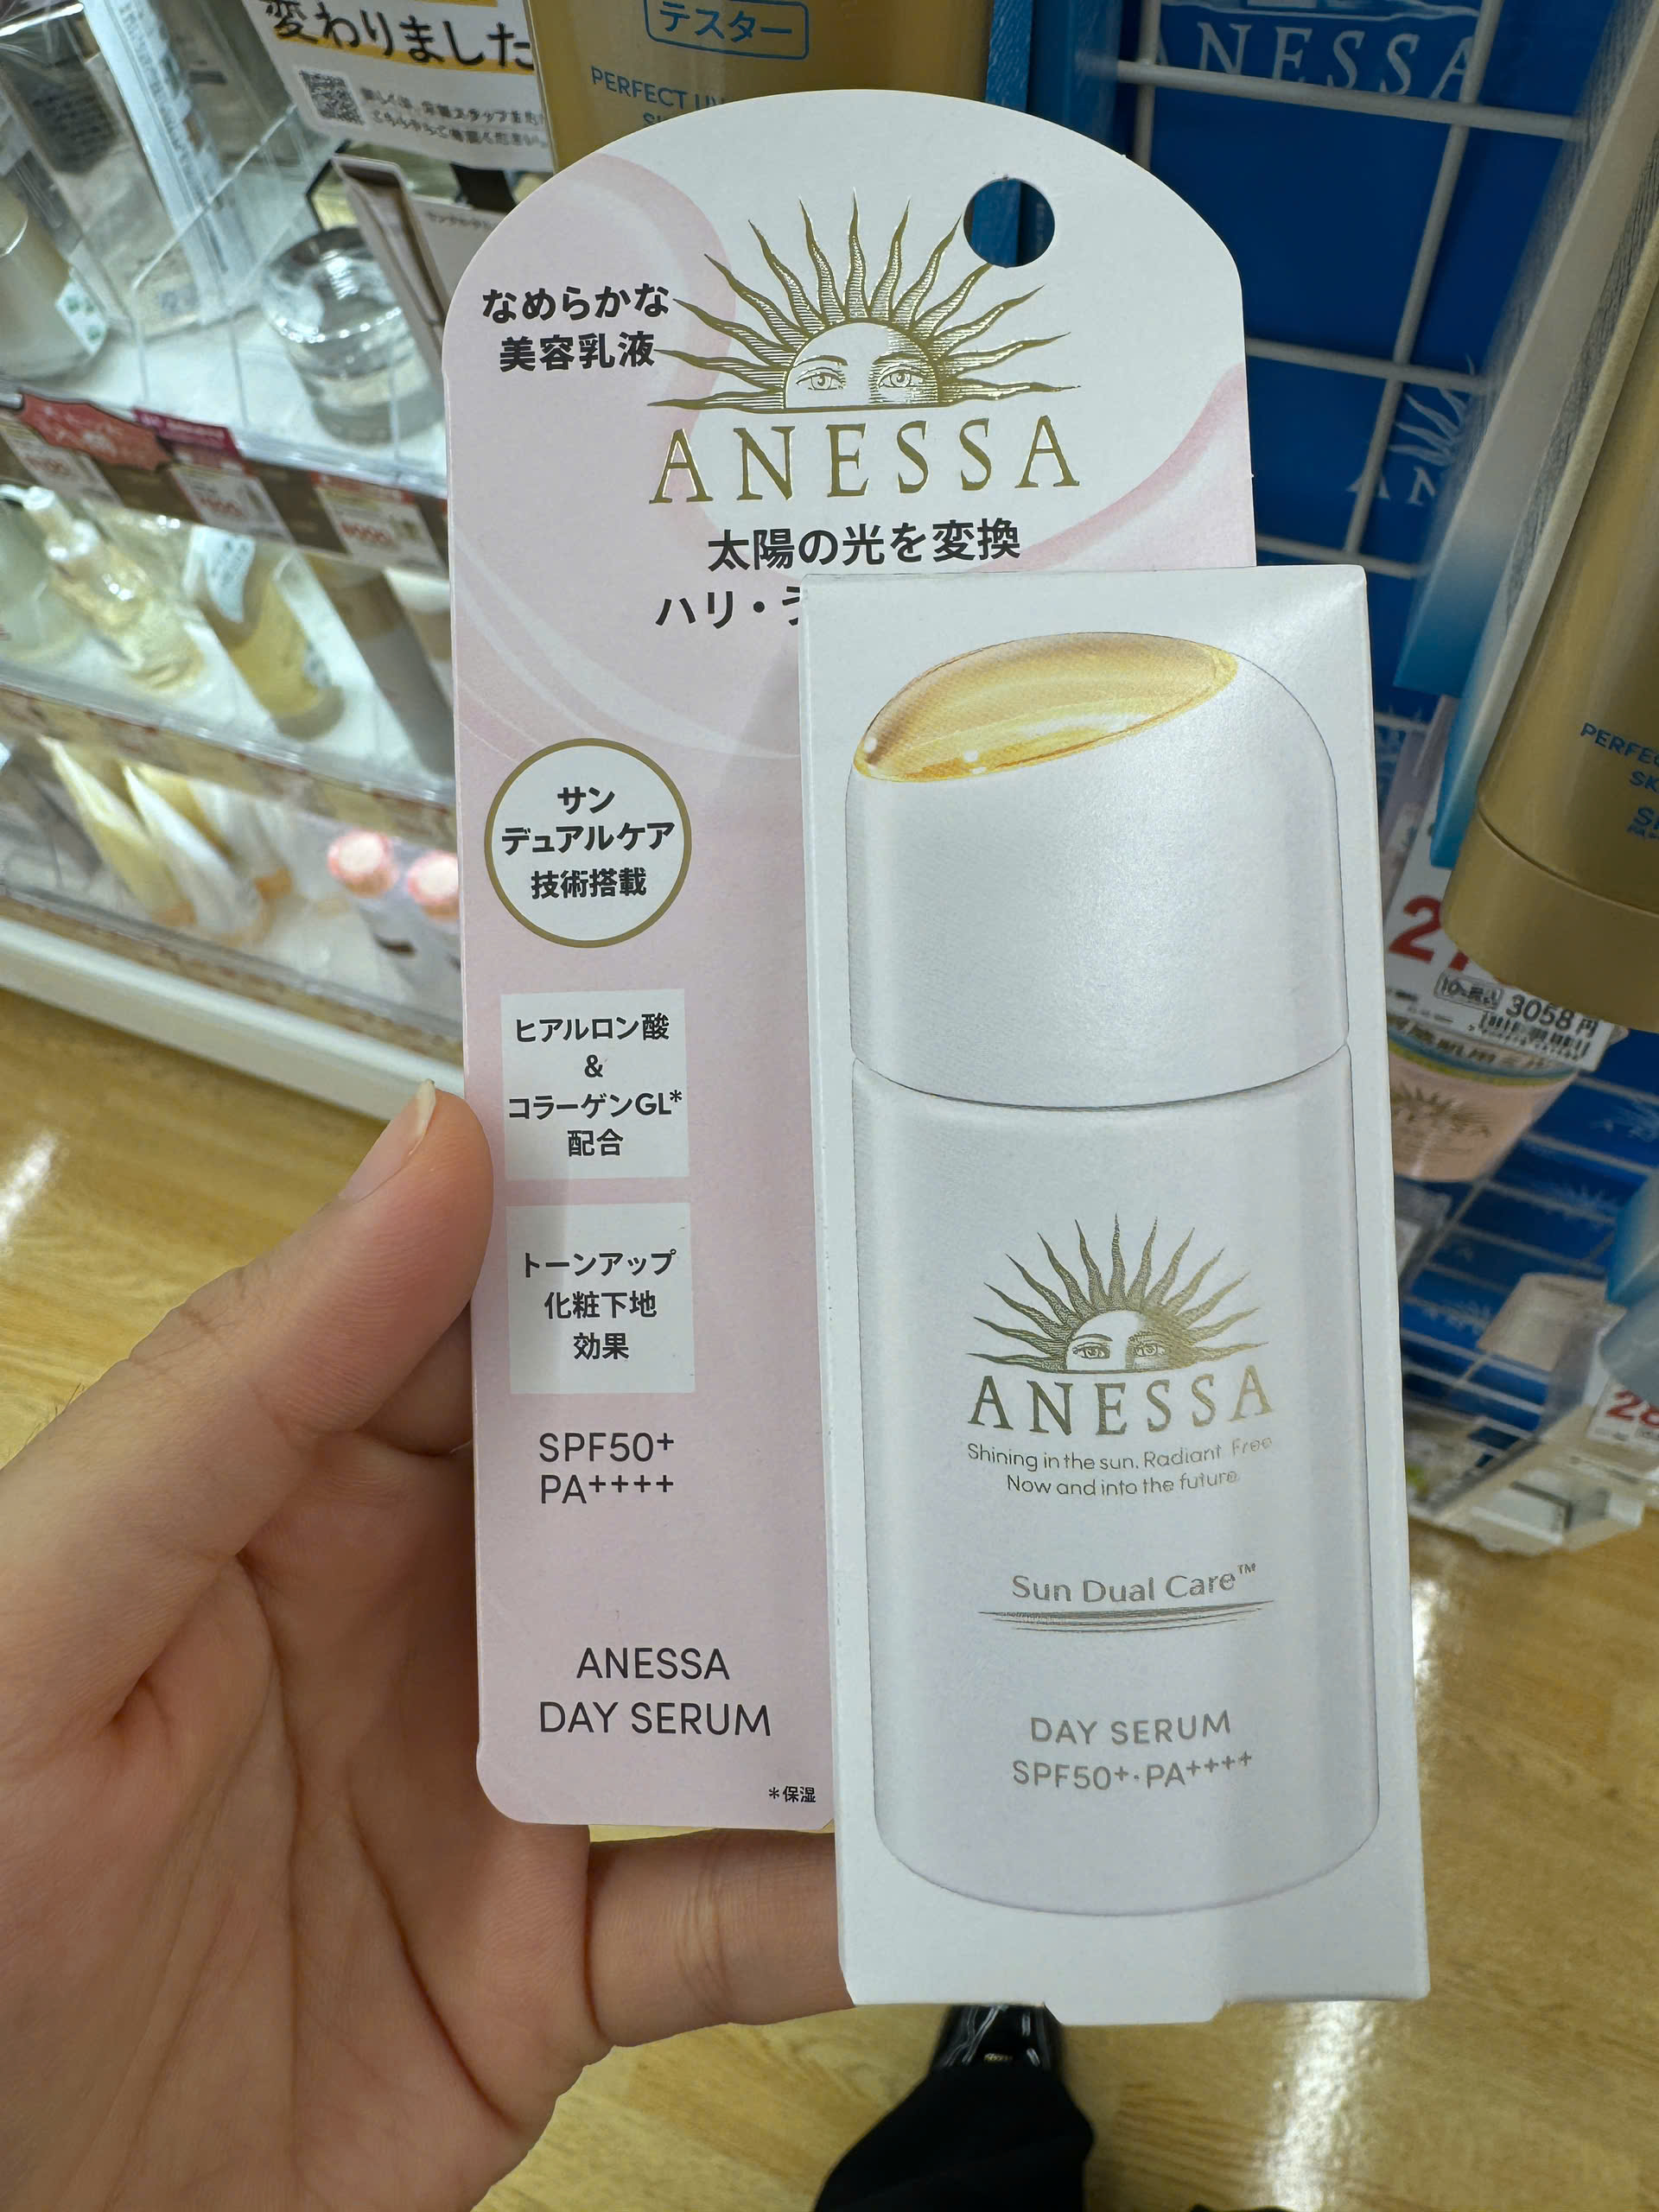 変わりました
テスター
PERFECT UV
ANESSA
なめらかな
美容乳液
ANESSA
太陽の光を変換
ハリ・
サン
デュアルケア
技術搭載
ヒアルロン酸
&
コラーゲンGL*
配合
トーンアップ
化粧下地
効果
SPF50+
PA++++
ANESSA
DAY SERUM
*保湿
ANESSA
Shining in the sun. Radiant. Free.
Now and into the future.
Sun Dual Care™
DAY SERUM
SPF50+・PA++++
3058円